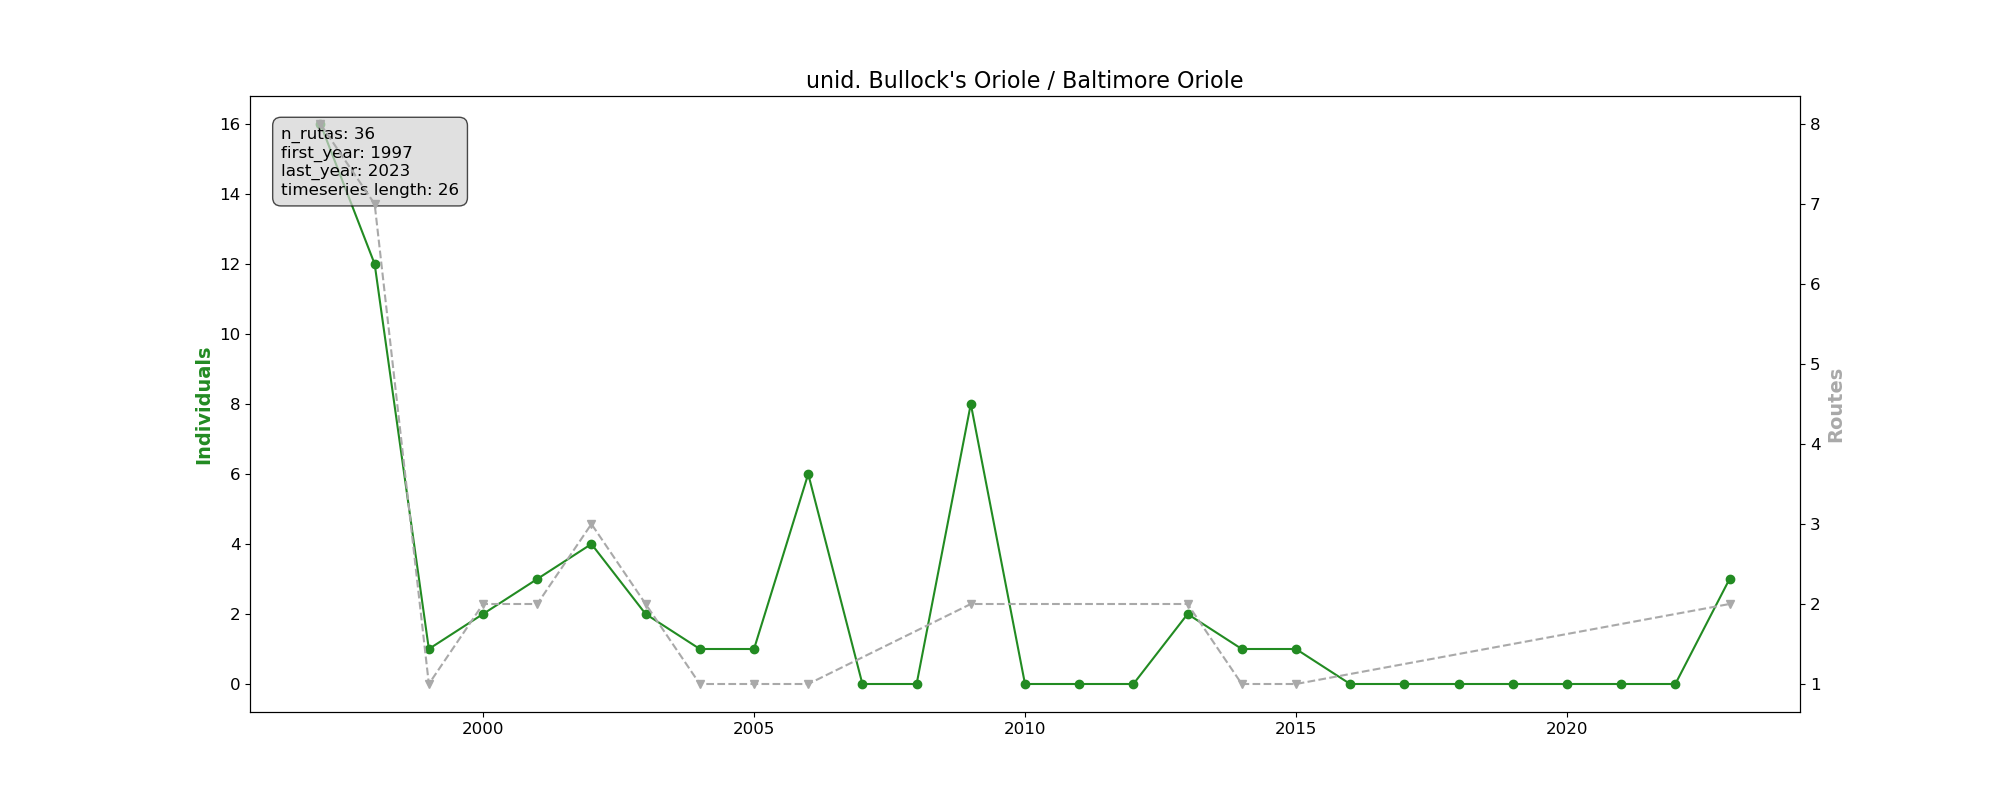 unid. Bullock's Oriole / Baltimore Oriole
n_rutas: 36
first_year: 1997
last_year: 2023
timeseries length: 26
Individuals
16
14
12
10
8
6
4
2
0
8
7
6
5
4
3
2
1
Routes
2000 2005 2010 2015 2020